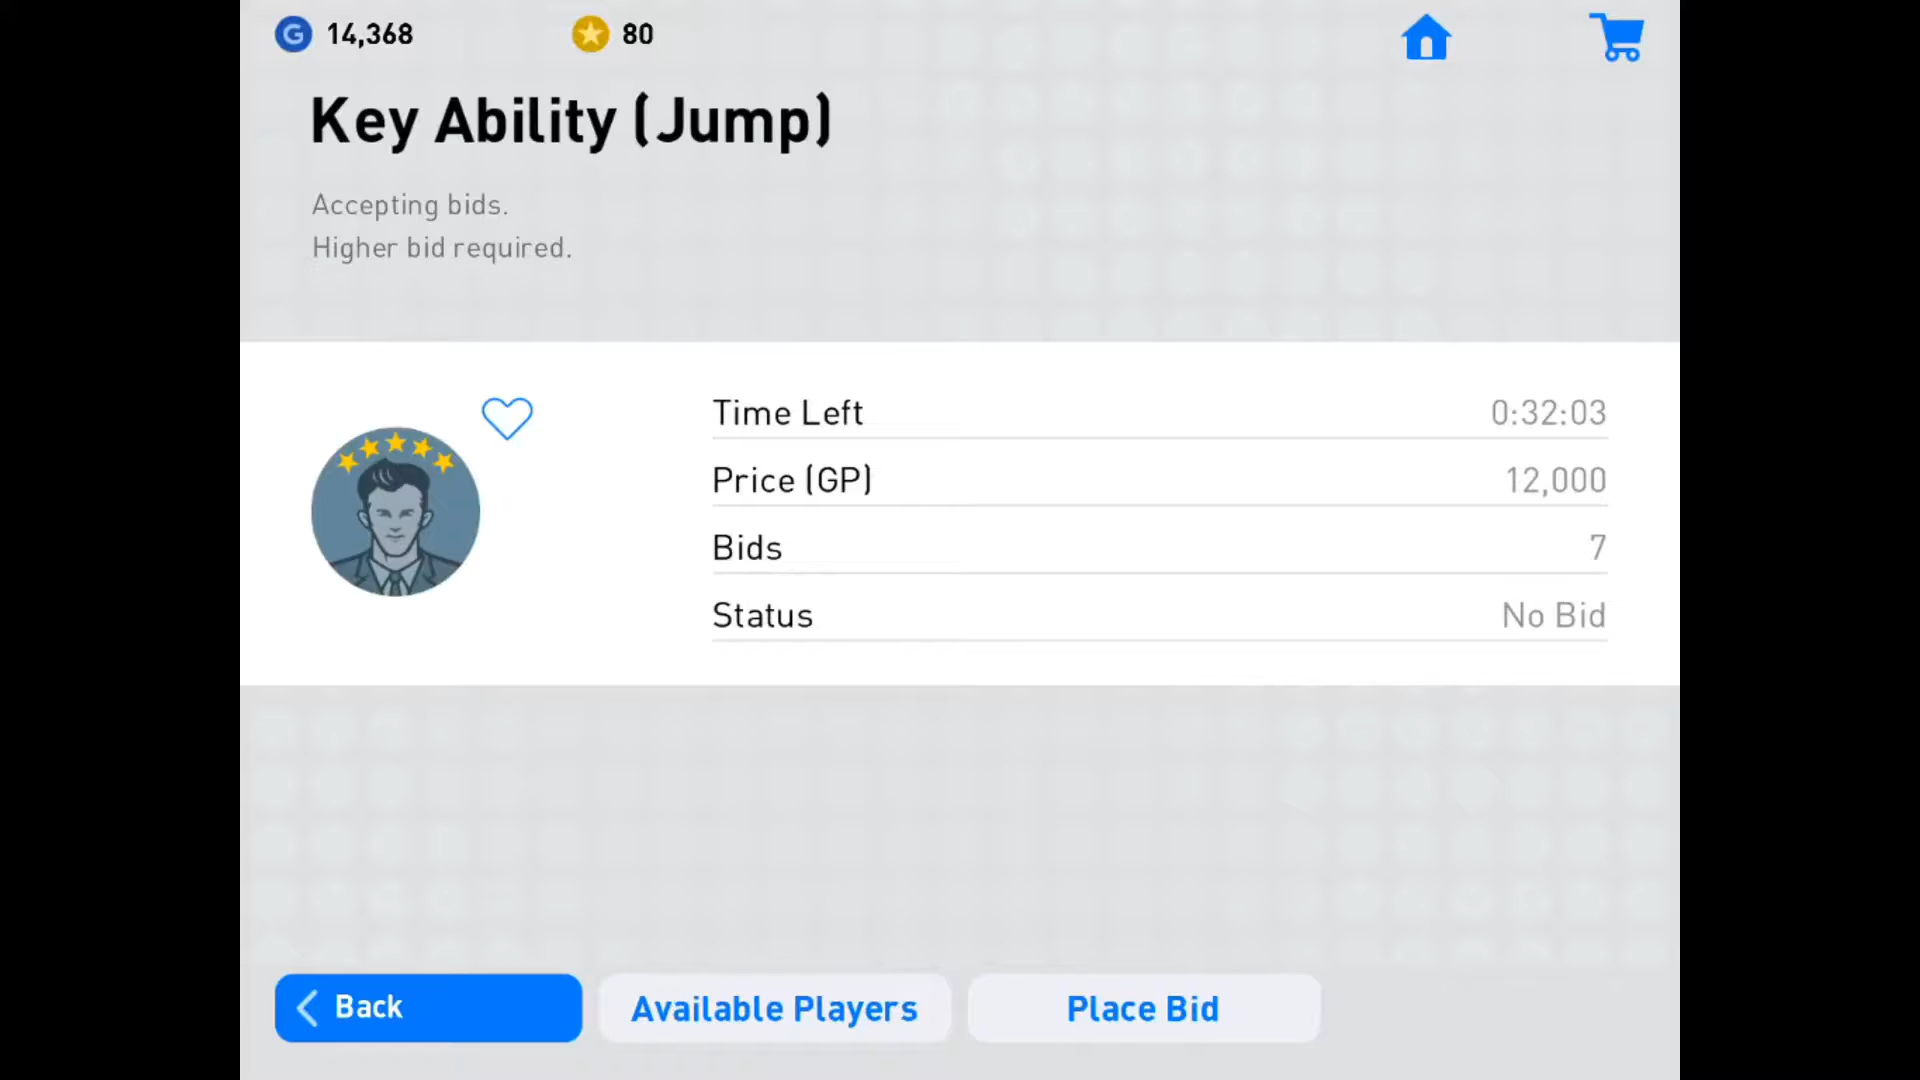 G 14,368
80
Key Ability (Jump)
Accepting bids.
Higher bid required.
Time Left 0:32:03
Price (GP) 12,000
Bids 7
Status No Bid
Back
Available Players
Place Bid